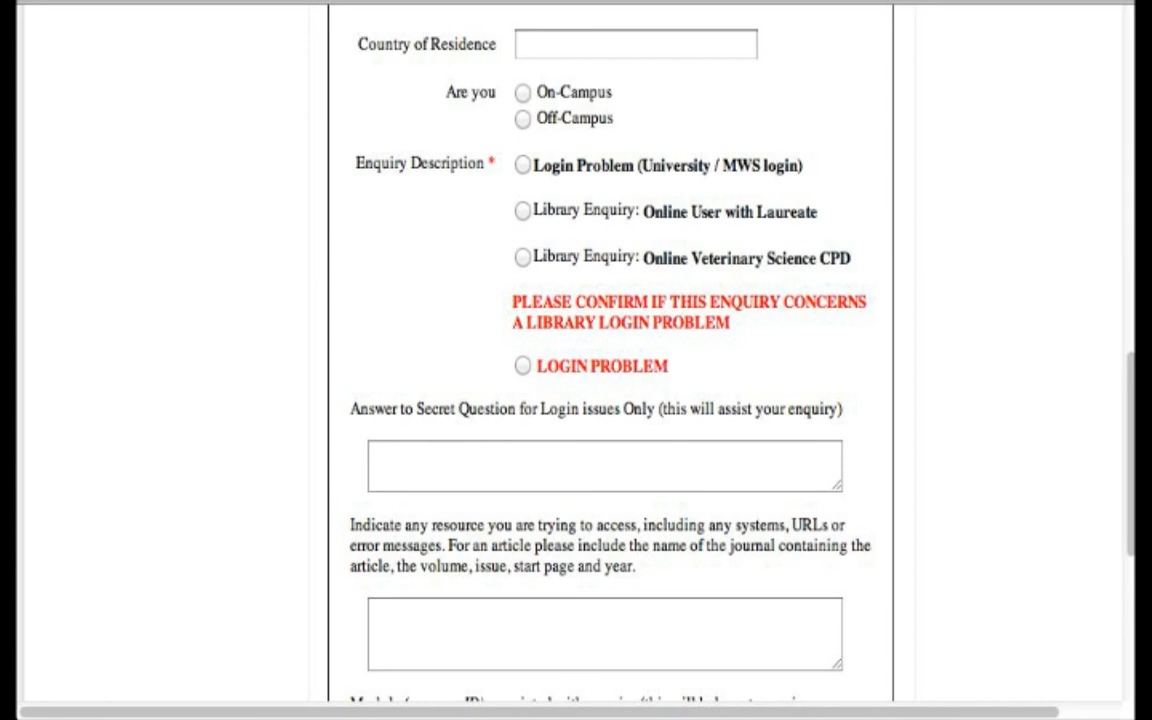 Country of Residence
Are you On-Campus
Off-Campus
Enquiry Description * Login Problem (University / MWS login)
Library Enquiry: Online User with Laureate
Library Enquiry: Online Veterinary Science CPD
PLEASE CONFIRM IF THIS ENQUIRY CONCERNS
A LIBRARY LOGIN PROBLEM
LOGIN PROBLEM
Answer to Secret Question for Login issues Only (this will assist your enquiry)
Indicate any resource you are trying to access, including any systems, URLs or
error messages. For an article please include the name of the journal containing the
article, the volume, issue, start page and year.